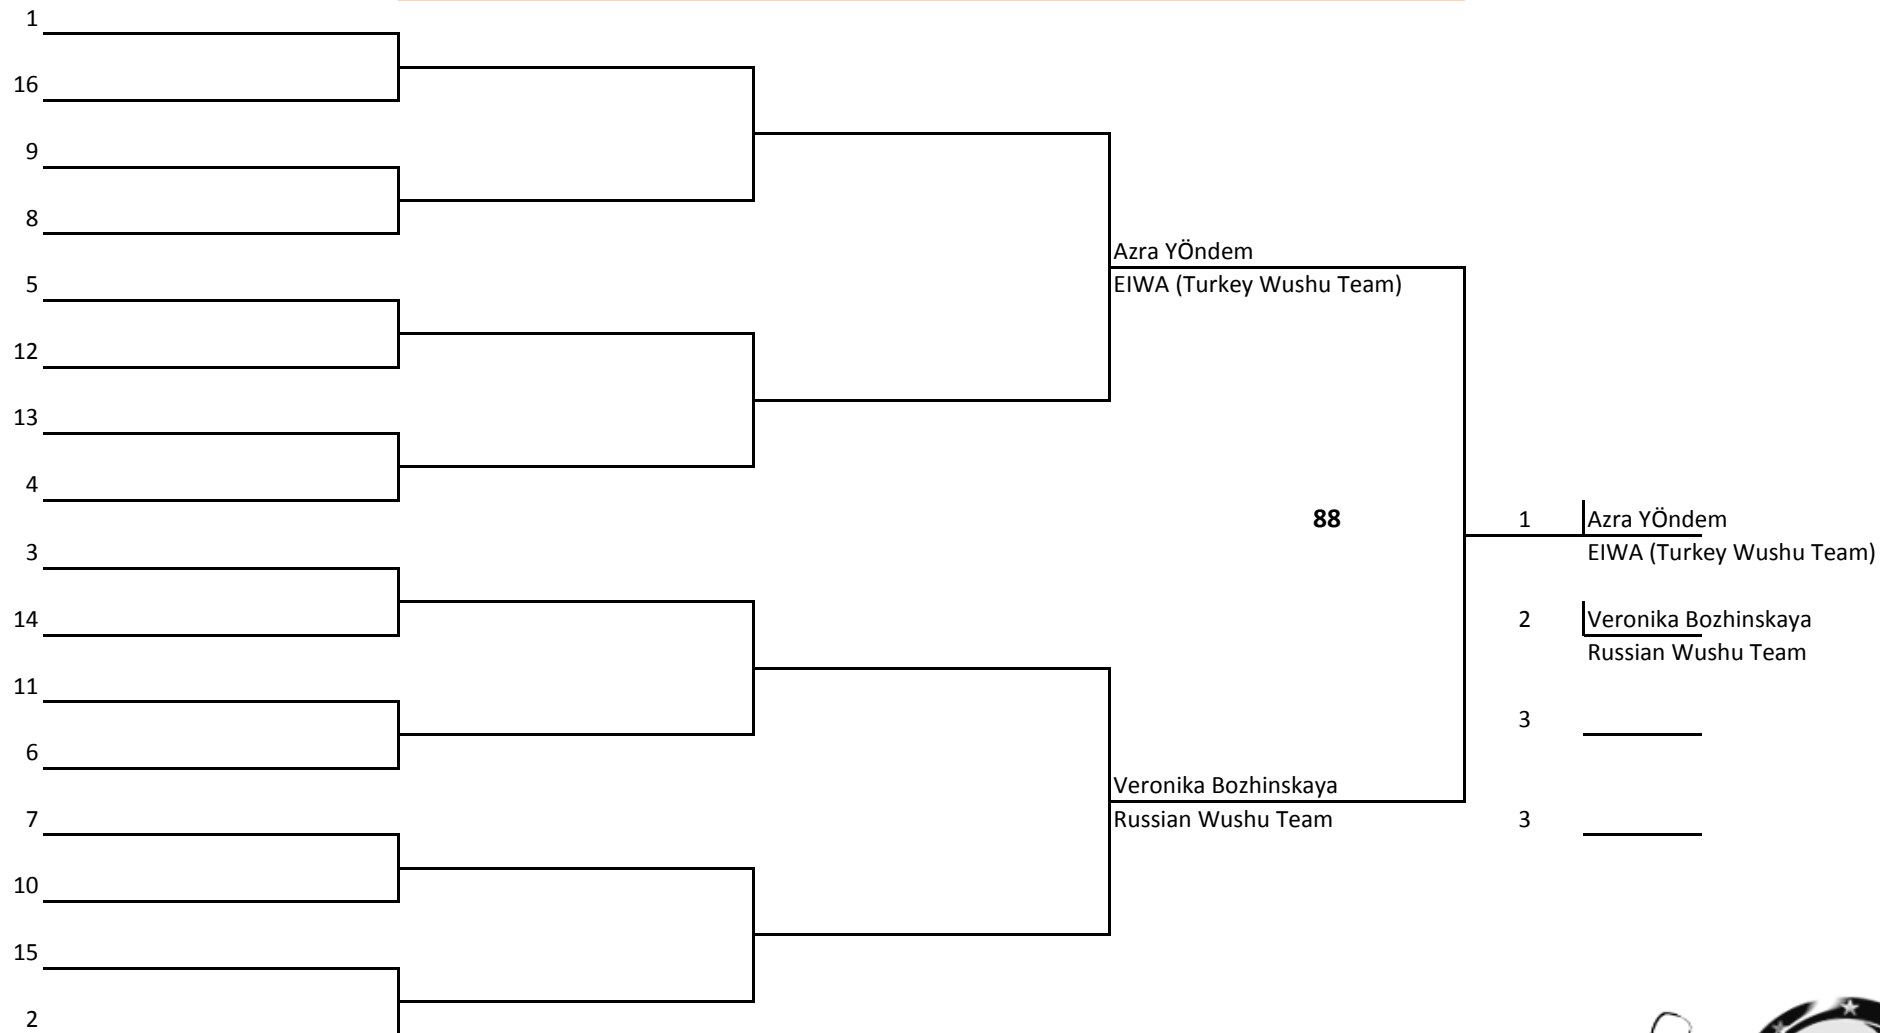 1
16
9
8
Azra YÖndem
5
EIWA (Turkey Wushu Team)
12
13
4
88
1
Azra YÖndem
3
EIWA (Turkey Wushu Team)
14
2
Veronika Bozhinskaya
Russian Wushu Team
11
3
6
Veronika Bozhinskaya
7
Russian Wushu Team
3
10
15
2